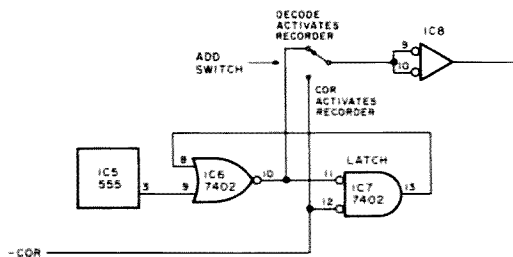 DECODE
ACTIVATES
RECORDER
IC8
ADD
SWITCH
9
10
COR
ACTIVATES
RECORDER
8
LATCH
IC5
555
3
9
IC6
7402
10
11
12
IC7
7402
13
-COR